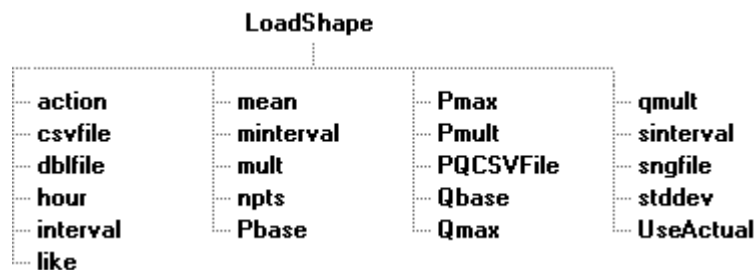 LoadShape
action
csvfile
dblfile
hour
interval
like
mean
minterval
mult
npts
Pbase
Pmax
Pmult
PQCSVFile
Qbase
Qmax
qmult
sinterval
sngfile
stddev
UseActual